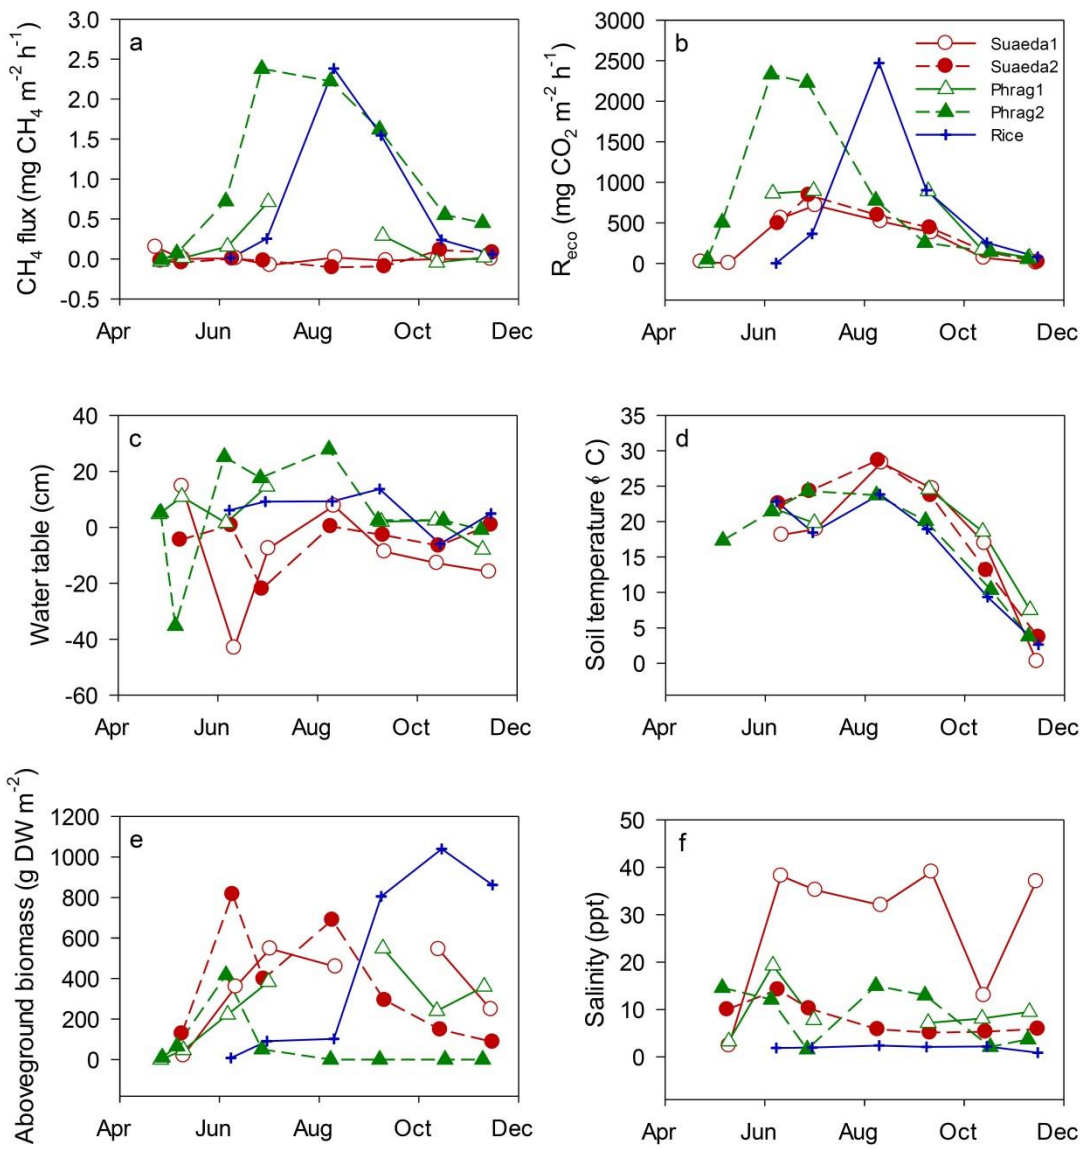 a
CH4 flux (mg CH4 m-2 h-1)
3.0
2.5
2.0
1.5
1.0
0.5
0.0
-0.5
Apr Jun Aug Oct Dec
b
Reco (mg CO2 m-2 h-1)
3000
2500
2000
1500
1000
500
0
Suaeda1
Suaeda2
Phrag1
Phrag2
Rice
Apr Jun Aug Oct Dec
c
Water table (cm)
40
20
0
-20
-40
-60
Apr Jun Aug Oct Dec
d
Soil temperature (
C)
35
30
25
20
15
10
5
0
Apr Jun Aug Oct Dec
e
Aboveground biomass (g DW m-2)
1200
1000
800
600
400
200
0
Apr Jun Aug Oct Dec
f
Salinity (ppt)
50
40
30
20
10
0
Apr Jun Aug Oct Dec